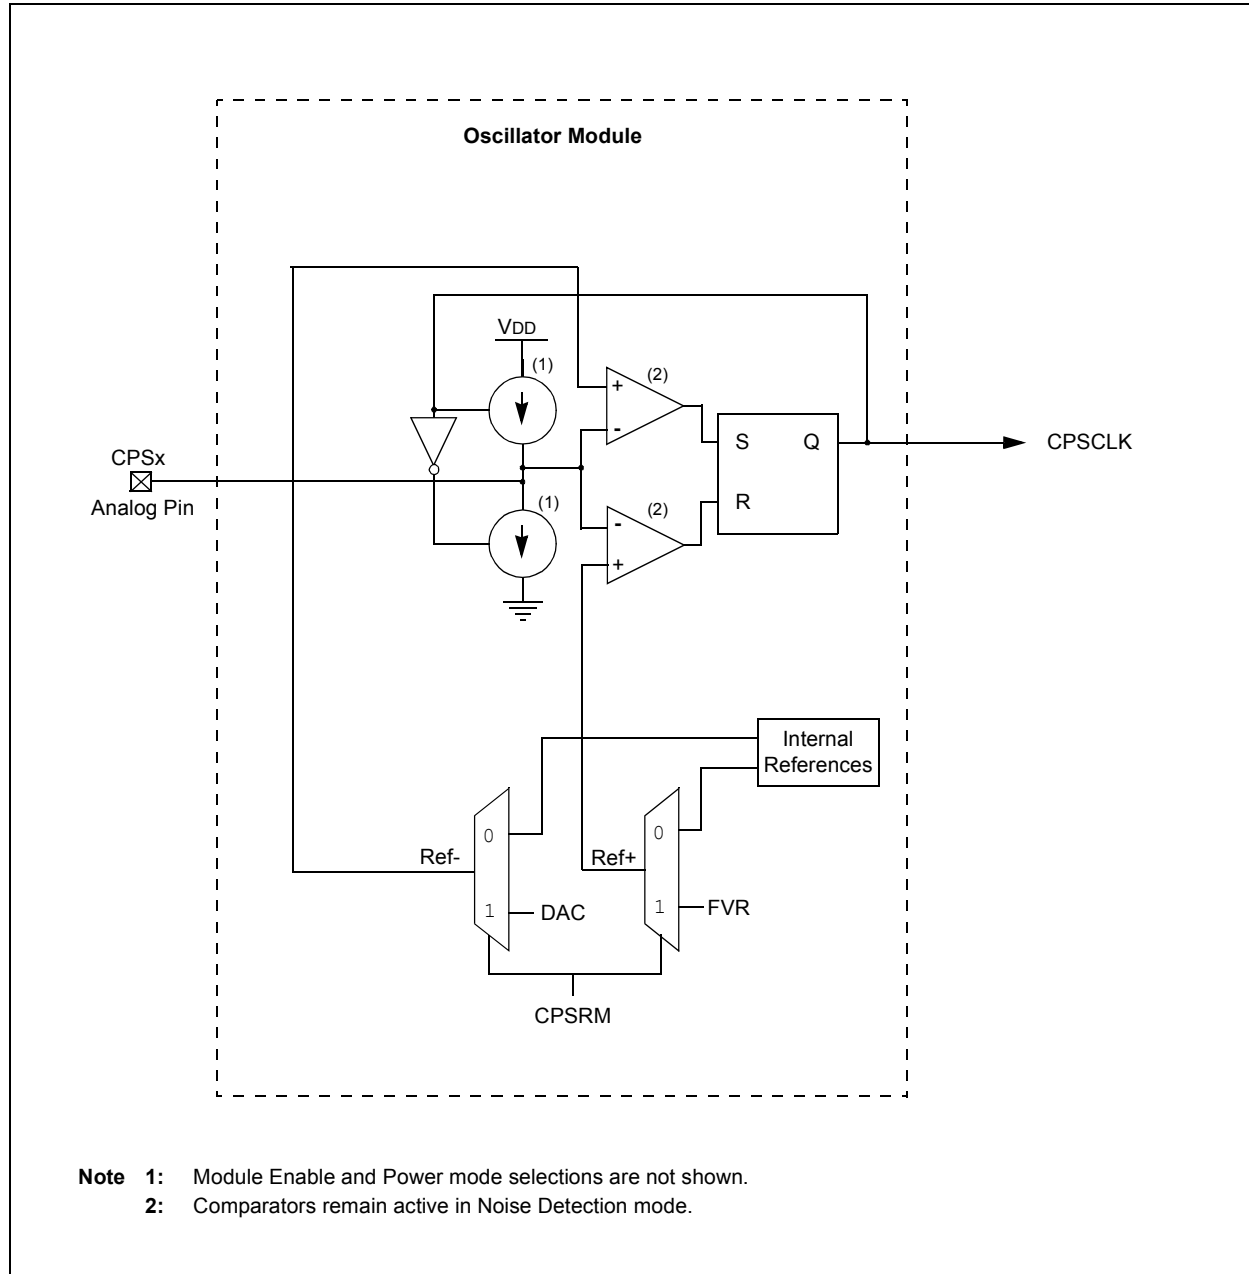 Oscillator Module
VDD
(1)
(2)
+
-
S Q
CPSCLK
CPSx
Analog Pin
(1)
R
(2)
-
+
Internal
References
0
0
Ref-
Ref+
1
DAC
1
FVR
CPSRM
Note 1: Module Enable and Power mode selections are not shown.
2: Comparators remain active in Noise Detection mode.